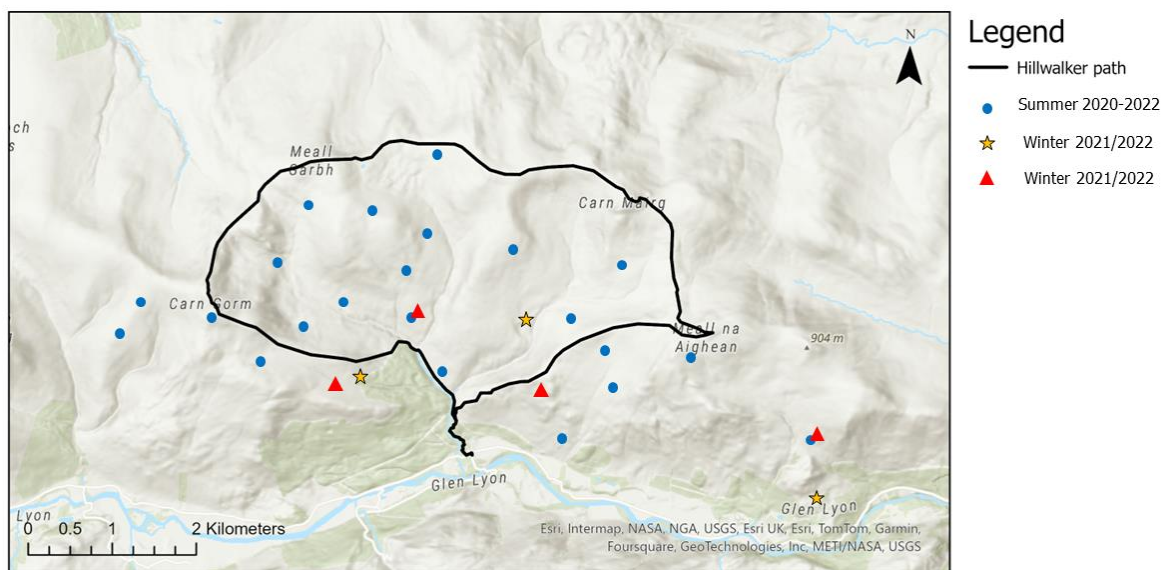 Legend
N
Hillwalker path
Summer 2020-2022
Winter 2021/2022
Winter 2021/2022
ch
s
Meall
Garbh
Carn Mairg
Carn Gorm
Meall na
Aighean
904 m
Glen Lyon
Glen Lyon
Lyon
0 0.5 1 2 Kilometers
Esri, Intermap, NASA, NGA, USGS, Esri UK, Esri, TomTom, Garmin,
Foursquare, GeoTechnologies, Inc, METI/NASA, USGS